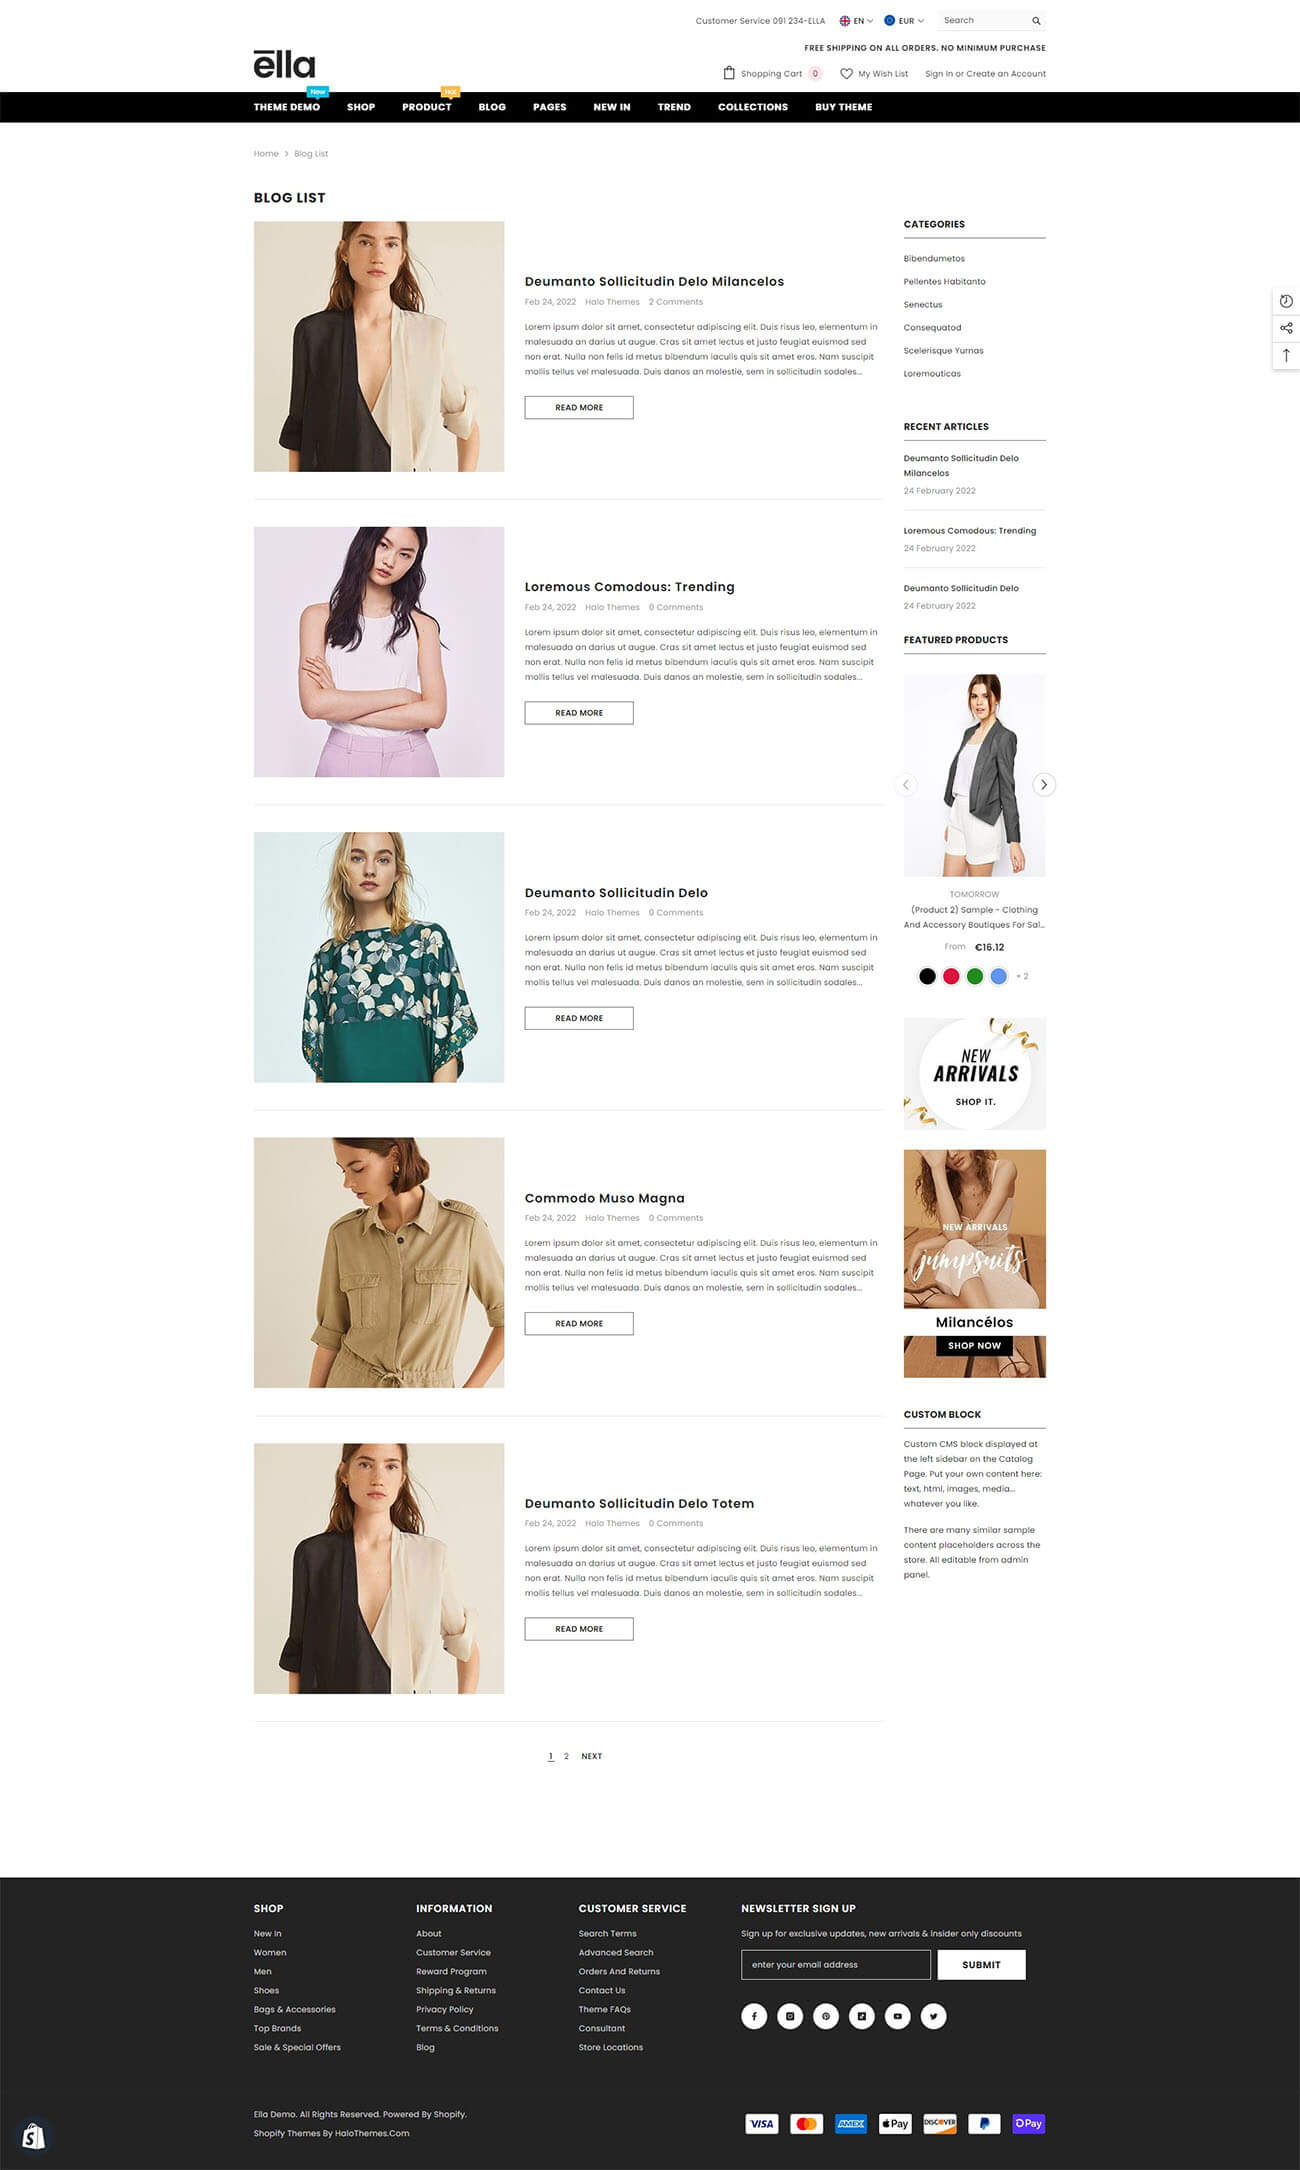 Customer Service 091 234-ELLA
EN
EUR
Search
FREE SHIPPING ON ALL ORDERS. NO MINIMUM PURCHASE
ella
Shopping Cart 0
My Wish List
Sign In or Create an Account
New
Hot
THEME DEMO
SHOP
PRODUCT
BLOG
PAGES
NEW IN
TREND
COLLECTIONS
BUY THEME
Home > Blog List
BLOG LIST
Deumanto Sollicitudin Delo Milancelos
Feb 24, 2022 Halo Themes 2 Comments
Lorem ipsum dolor sit amet, consectetur adipiscing elit. Duis risus leo, elementum in
malesuada an darius ut augue. Cras sit amet lectus et justo feugiat euismod sed
non erat. Nulla non felis id metus bibendum iaculis quis sit amet eros. Nam suscipit
mollis tellus vel malesuada. Duis danos an molestie, sem in sollicitudin sodales...
READ MORE
Loremous Comodous: Trending
Feb 24, 2022 Halo Themes 0 Comments
Lorem ipsum dolor sit amet, consectetur adipiscing elit. Duis risus leo, elementum in
malesuada an darius ut augue. Cras sit amet lectus et justo feugiat euismod sed
non erat. Nulla non felis id metus bibendum iaculis quis sit amet eros. Nam suscipit
mollis tellus vel malesuada. Duis danos an molestie, sem in sollicitudin sodales...
READ MORE
Deumanto Sollicitudin Delo
Feb 24, 2022 Halo Themes 0 Comments
Lorem ipsum dolor sit amet, consectetur adipiscing elit. Duis risus leo, elementum in
malesuada an darius ut augue. Cras sit amet lectus et justo feugiat euismod sed
non erat. Nulla non felis id metus bibendum iaculis quis sit amet eros. Nam suscipit
mollis tellus vel malesuada. Duis danos an molestie, sem in sollicitudin sodales...
READ MORE
Commodo Muso Magna
Feb 24, 2022 Halo Themes 0 Comments
Lorem ipsum dolor sit amet, consectetur adipiscing elit. Duis risus leo, elementum in
malesuada an darius ut augue. Cras sit amet lectus et justo feugiat euismod sed
non erat. Nulla non felis id metus bibendum iaculis quis sit amet eros. Nam suscipit
mollis tellus vel malesuada. Duis danos an molestie, sem in sollicitudin sodales...
READ MORE
Deumanto Sollicitudin Delo Totem
Feb 24, 2022 Halo Themes 0 Comments
Lorem ipsum dolor sit amet, consectetur adipiscing elit. Duis risus leo, elementum in
malesuada an darius ut augue. Cras sit amet lectus et justo feugiat euismod sed
non erat. Nulla non felis id metus bibendum iaculis quis sit amet eros. Nam suscipit
mollis tellus vel malesuada. Duis danos an molestie, sem in sollicitudin sodales...
READ MORE
1 2 NEXT
CATEGORIES
Bibendumetos
Pellentes Habitanto
Senectus
Consequatod
Scelerisque Yurnas
Loremouticas
RECENT ARTICLES
Deumanto Sollicitudin Delo
Milancelos
24 February 2022
Loremous Comodous: Trending
24 February 2022
Deumanto Sollicitudin Delo
24 February 2022
FEATURED PRODUCTS
TOMORROW
(Product 2) Sample - Clothing
And Accessory Boutiques For Sal...
From €16.12
+ 2
NEW
ARRIVALS
SHOP IT.
NEW ARRIVALS
jumpsuits
Milancélos
SHOP NOW
CUSTOM BLOCK
Custom CMS block displayed at
the left sidebar on the Catalog
Page. Put your own content here:
text, html, images, media...
whatever you like.
There are many similar sample
content placeholders across the
store. All editable from admin
panel.
SHOP
New In
Women
Men
Shoes
Bags & Accessories
Top Brands
Sale & Special Offers
INFORMATION
About
Customer Service
Reward Program
Shipping & Returns
Privacy Policy
Terms & Conditions
Blog
CUSTOMER SERVICE
Search Terms
Advanced Search
Orders And Returns
Contact Us
Theme FAQs
Consultant
Store Locations
NEWSLETTER SIGN UP
Sign up for exclusive updates, new arrivals & insider only discounts
enter your email address
SUBMIT
Ella Demo. All Rights Reserved. Powered By Shopify.
Shopify Themes By HaloThemes.Com
VISA
AMEX
Pay
DISCOVER
Pay